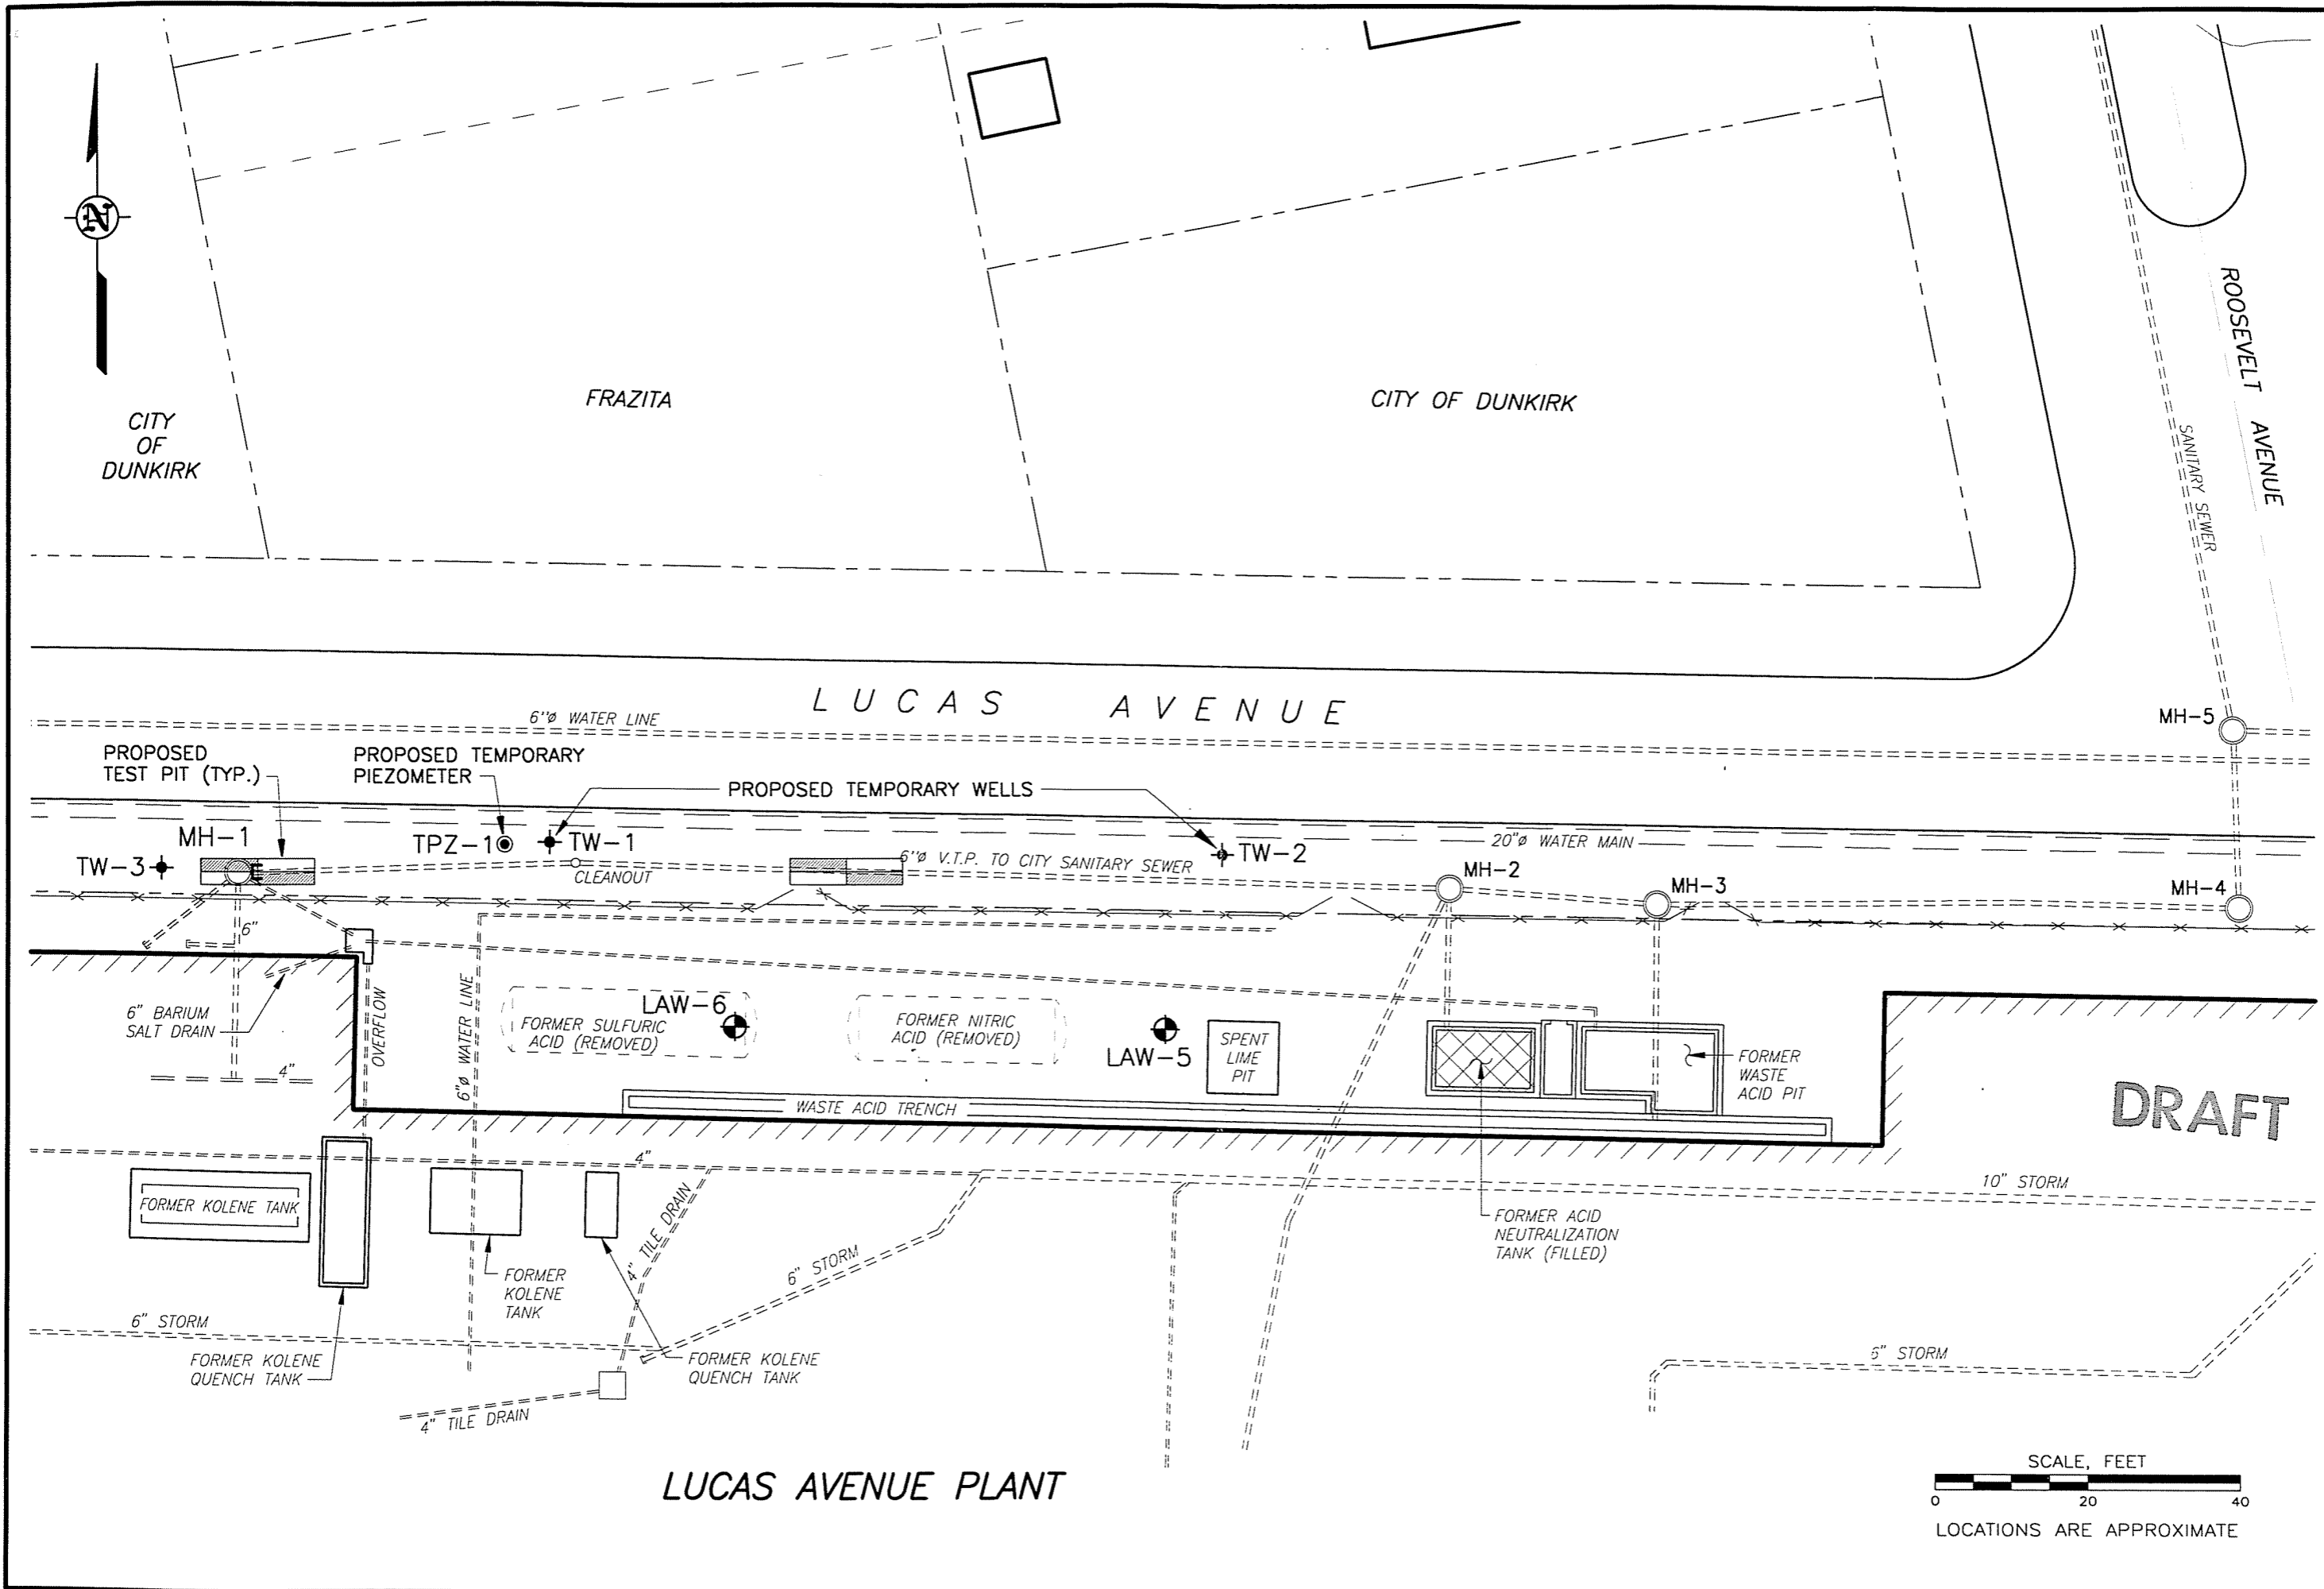 N
CITY
OF
DUNKIRK
FRAZITA
CITY OF DUNKIRK
ROOSEVELT AVENUE
SANITARY SEWER
LUCAS AVENUE
6"ø WATER LINE
MH-5
PROPOSED
TEST PIT (TYP.)
PROPOSED TEMPORARY
PIEZOMETER
PROPOSED TEMPORARY WELLS
MH-1
TPZ-1
TW-1
TW-2
20"ø WATER MAIN
TW-3
6"ø V.T.P. TO CITY SANITARY SEWER
CLEANOUT
MH-2
MH-3
MH-4
6"
6" BARIUM
SALT DRAIN
OVERFLOW
6"ø WATER LINE
LAW-6
FORMER SULFURIC
ACID (REMOVED)
FORMER NITRIC
ACID (REMOVED)
LAW-5
SPENT
LIME
PIT
FORMER
WASTE
ACID PIT
4"
WASTE ACID TRENCH
DRAFT
4"
10" STORM
FORMER KOLENE TANK
4" TILE DRAIN
FORMER ACID
NEUTRALIZATION
TANK (FILLED)
FORMER
KOLENE
TANK
6" STORM
6" STORM
FORMER KOLENE
QUENCH TANK
FORMER KOLENE
QUENCH TANK
6" STORM
4" TILE DRAIN
LUCAS AVENUE PLANT
SCALE, FEET
0 20 40
LOCATIONS ARE APPROXIMATE